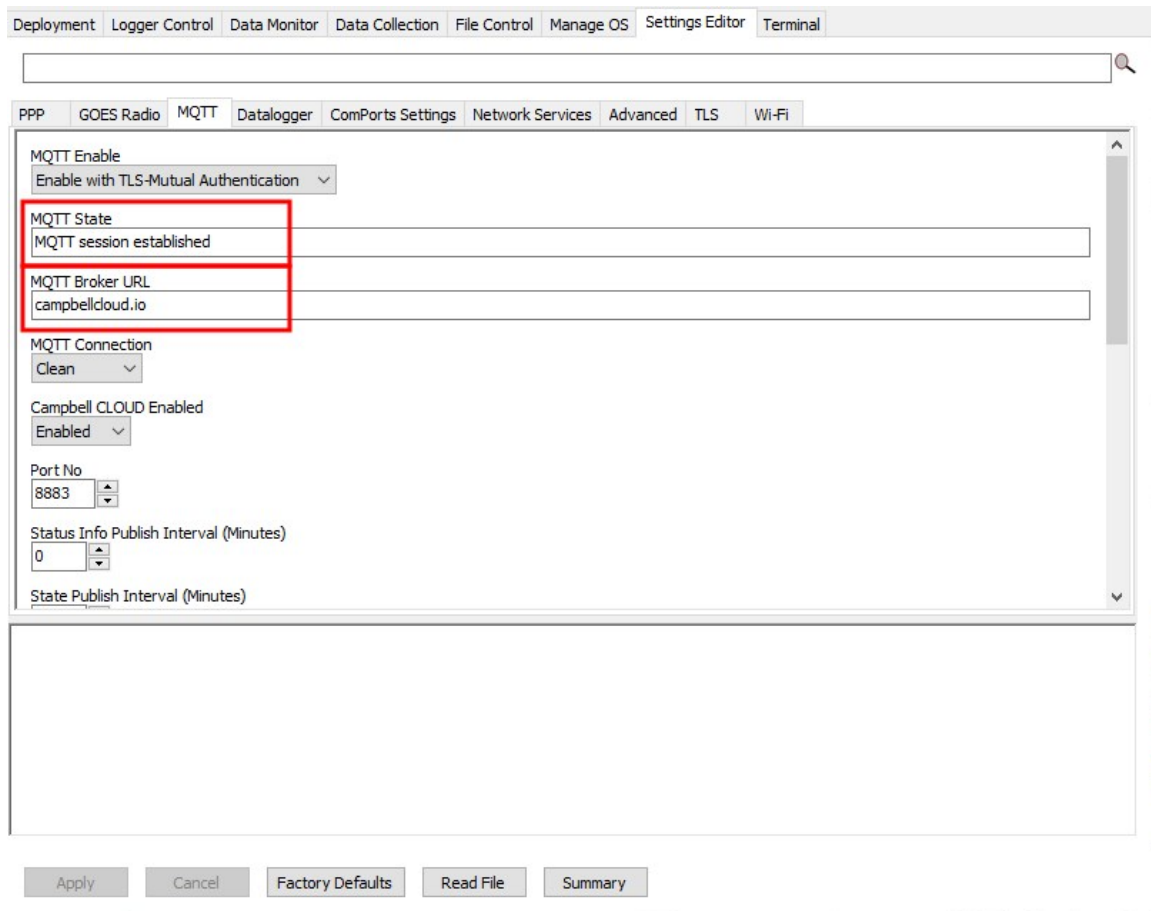 Deployment Logger Control Data Monitor Data Collection File Control Manage OS Settings Editor Terminal
PPP GOES Radio MQTT Datalogger ComPorts Settings Network Services Advanced TLS Wi-Fi
MQTT Enable
Enable with TLS-Mutual Authentication
MQTT State
MQTT session established
MQTT Broker URL
campbellcloud.io
MQTT Connection
Clean
Campbell CLOUD Enabled
Enabled
Port No
8883
Status Info Publish Interval (Minutes)
0
State Publish Interval (Minutes)
Apply Cancel Factory Defaults Read File Summary